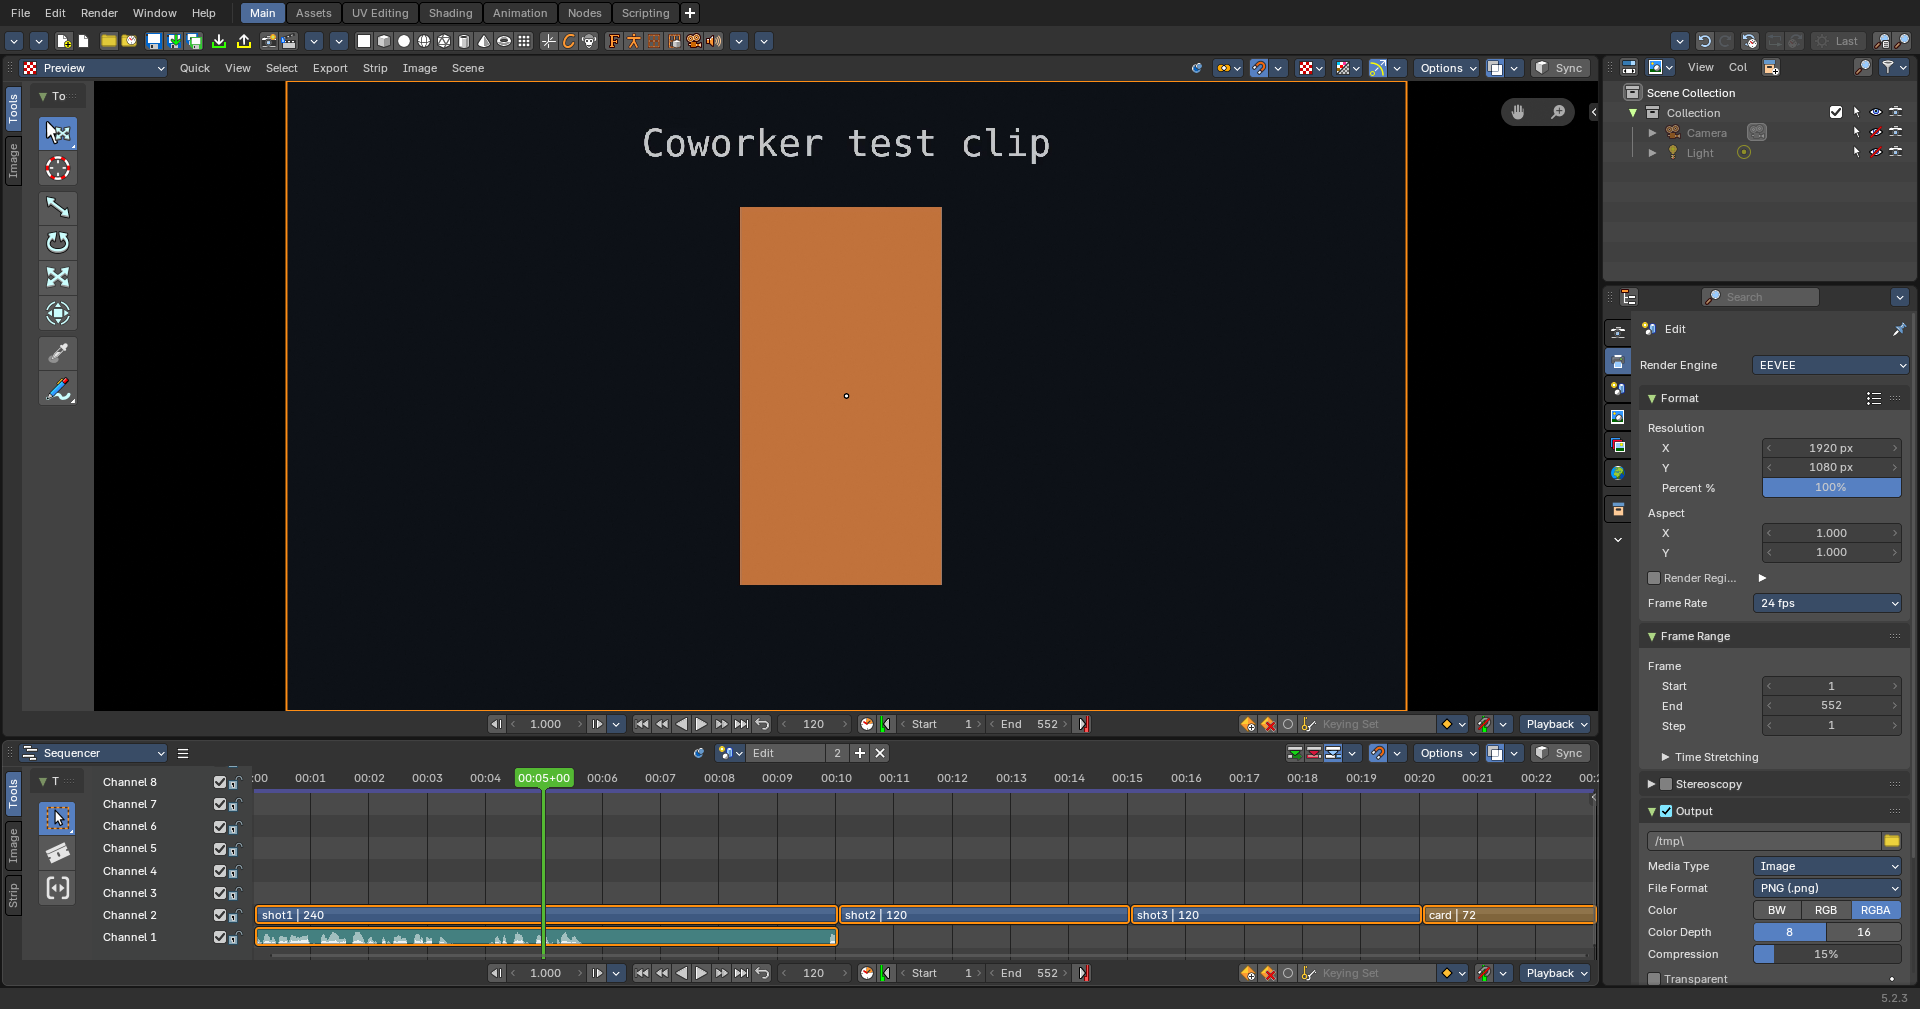 File Edit Render Window Help Main Assets UV Editing Shading Animation Nodes Scripting
Last
Preview Quick View Select Export Strip Image Scene Options Sync
View Col
Tools
Image
To
Coworker test clip
Scene Collection
Collection
Camera
Light
Search
Edit
Render Engine EEVEE
Format
Resolution
X 1920 px
Y 1080 px
Percent % 100%
Aspect
X 1.000
Y 1.000
Render Regi...
Frame Rate 24 fps
Frame Range
Frame
Start 1
End 552
Step 1
Time Stretching
Stereoscopy
Output
/tmp\
Media Type Image
File Format PNG (.png)
Color BW RGB RGBA
Color Depth 8 16
Compression 15%
Transparent
1.000 120 Start 1 End 552 Keying Set Playback
Sequencer Edit 2 Options Sync
Tools
Image
Strip
T
:00 00:01 00:02 00:03 00:04 00:05+00 00:06 00:07 00:08 00:09 00:10 00:11 00:12 00:13 00:14 00:15 00:16 00:17 00:18 00:19 00:20 00:21 00:22
Channel 8
Channel 7
Channel 6
Channel 5
Channel 4
Channel 3
Channel 2 shot1 | 240 shot2 | 120 shot3 | 120 card | 72
Channel 1
1.000 120 Start 1 End 552 Keying Set Playback
5.2.3